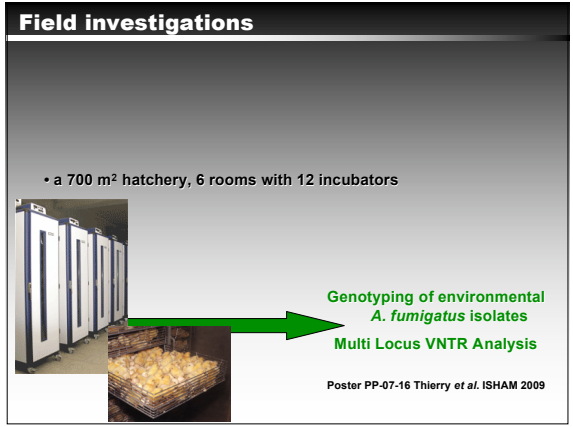 Field investigations
• a 700 m² hatchery, 6 rooms with 12 incubators
Genotyping of environmental
A. fumigatus isolates
Multi Locus VNTR Analysis
Poster PP-07-16 Thierry et al. ISHAM 2009